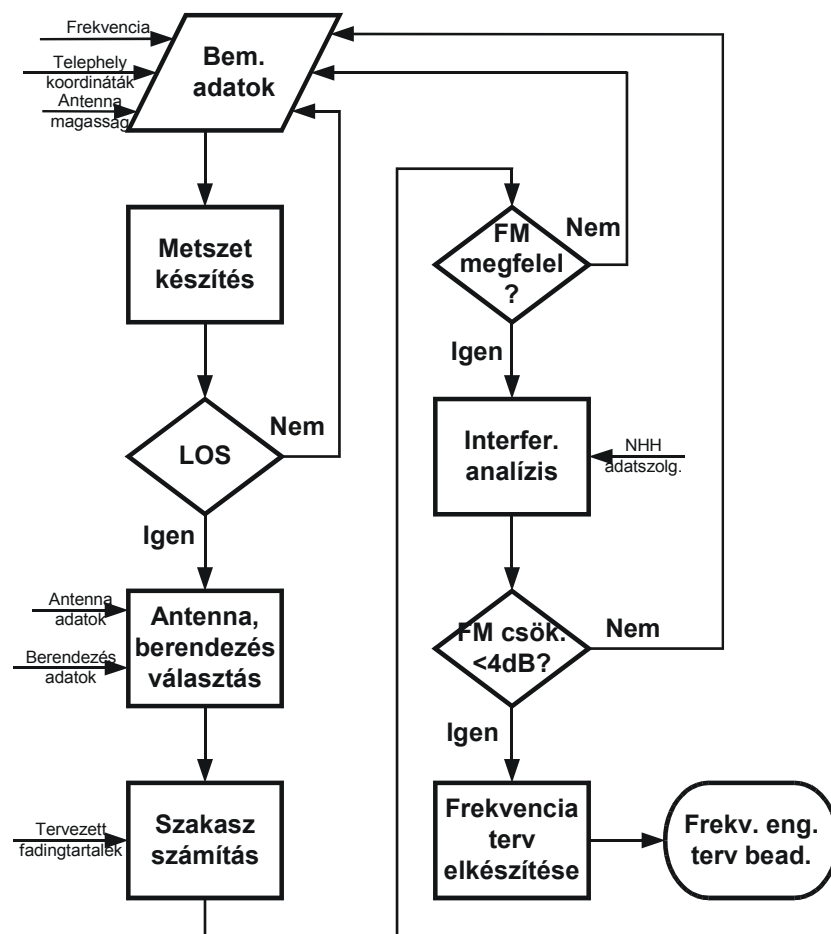 Frekvencia
Telephely
koordináták
Antenna
magasság
Bem.
adatok
Metszet
készítés
LOS
Nem
Igen
Antenna
adatok
Berendezés
adatok
Antenna,
berendezés
választás
Tervezett
fadingtartalék
Szakasz
számítás
FM
megfelel
?
Nem
Igen
Interfer.
analízis
NHH
adatszolg.
FM csök.
<4dB?
Nem
Igen
Frekvencia
terv
elkészítése
Frekv. eng.
terv bead.